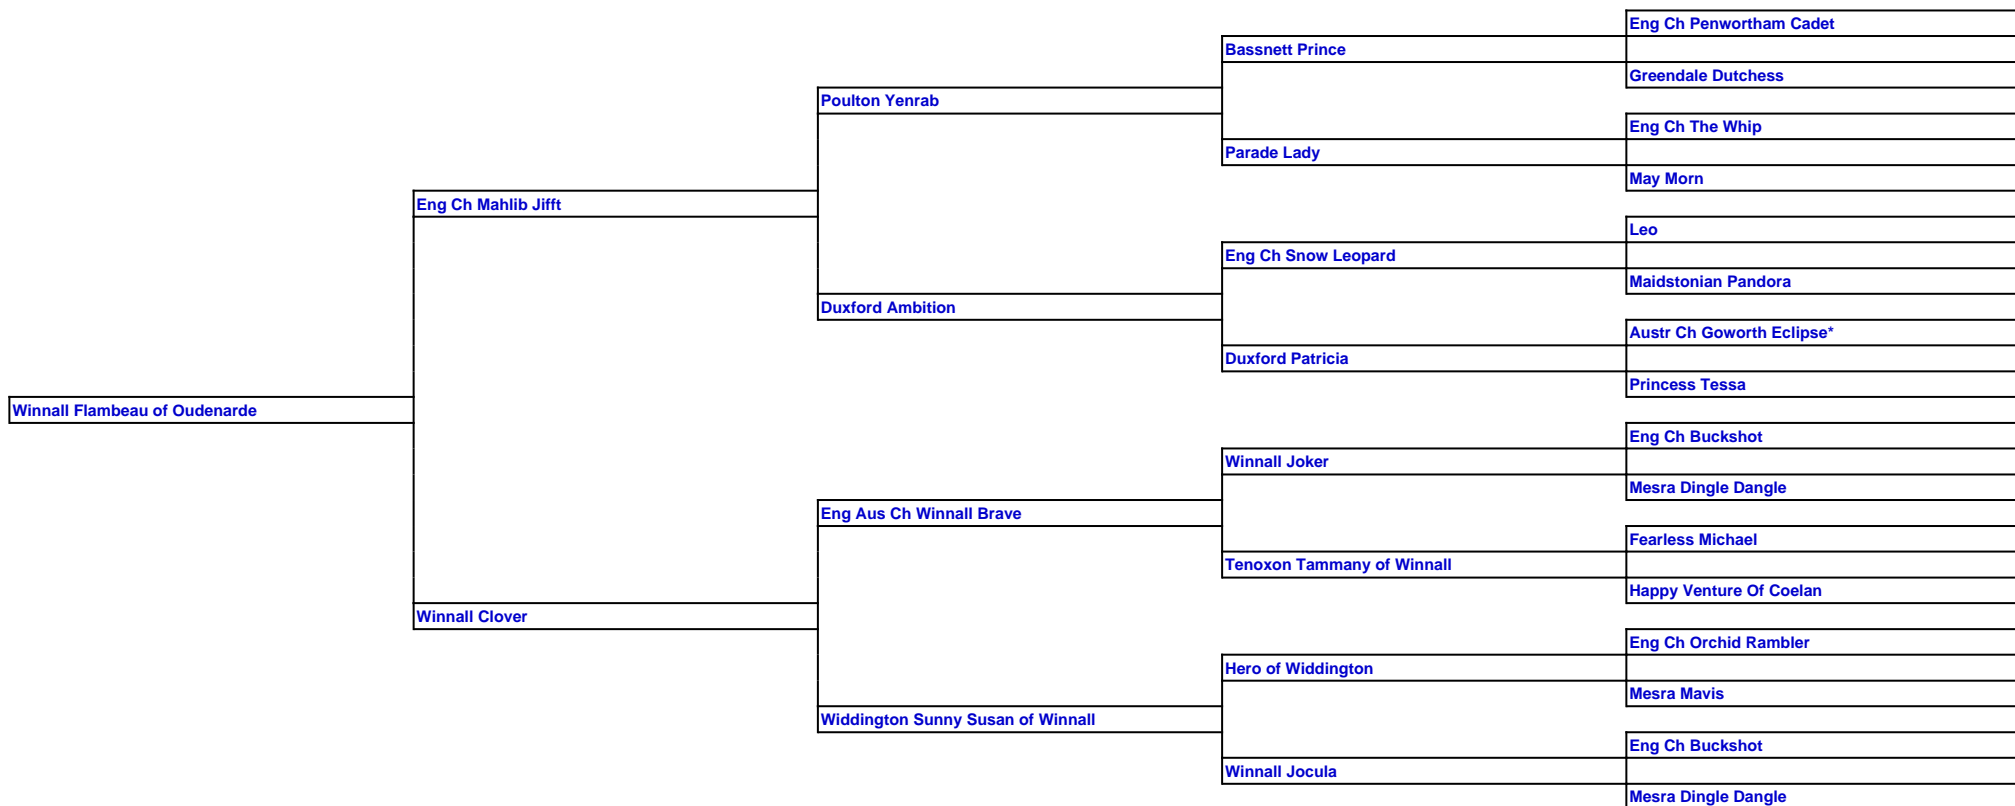 Eng Ch Penwortham Cadet
Bassnett Prince
Greendale Dutchess
Poulton Yenrab
Eng Ch The Whip
Parade Lady
May Morn
Eng Ch Mahlib Jifft
Leo
Eng Ch Snow Leopard
Maidstonian Pandora
Duxford Ambition
Austr Ch Goworth Eclipse*
Duxford Patricia
Princess Tessa
Winnall Flambeau of Oudenarde
Eng Ch Buckshot
Winnall Joker
Mesra Dingle Dangle
Eng Aus Ch Winnall Brave
Fearless Michael
Tenoxon Tammany of Winnall
Happy Venture Of Coelan
Winnall Clover
Eng Ch Orchid Rambler
Hero of Widdington
Mesra Mavis
Widdington Sunny Susan of Winnall
Eng Ch Buckshot
Winnall Jocula
Mesra Dingle Dangle